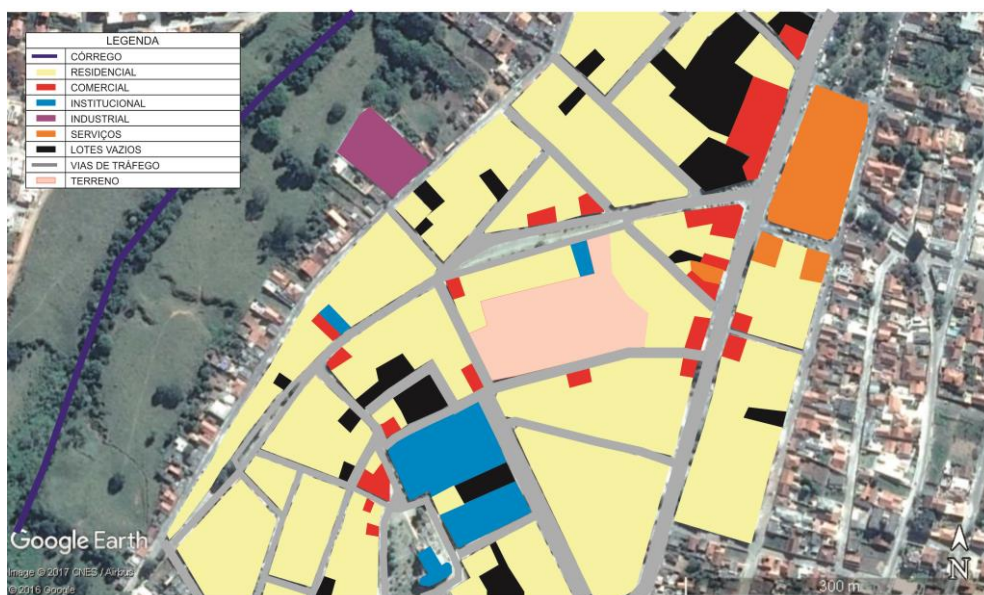 LEGENDA
CÓRREGO
RESIDENCIAL
COMERCIAL
INSTITUCIONAL
INDUSTRIAL
SERVIÇOS
LOTES VAZIOS
VIAS DE TRÁFEGO
TERRENO
Google Earth
Image © 2017 CNES / Airbus
© 2016 Google
300 m
N